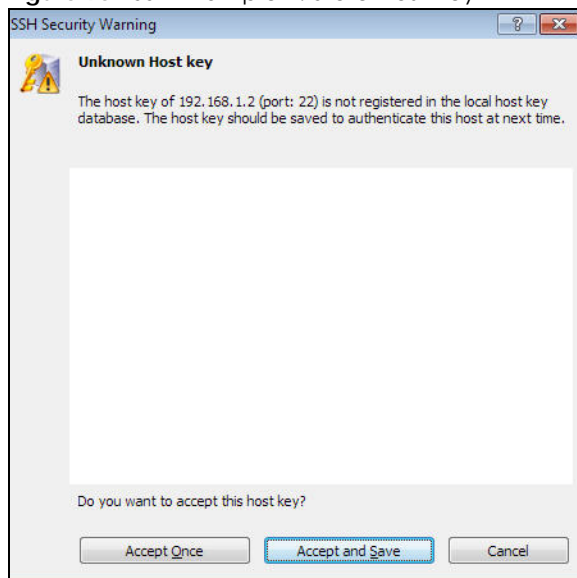 SSH Security Warning
Unknown Host key
The host key of 192.168.1.2 (port: 22) is not registered in the local host key
database. The host key should be saved to authenticate this host at next time.
Do you want to accept this host key?
Accept Once
Accept and Save
Cancel